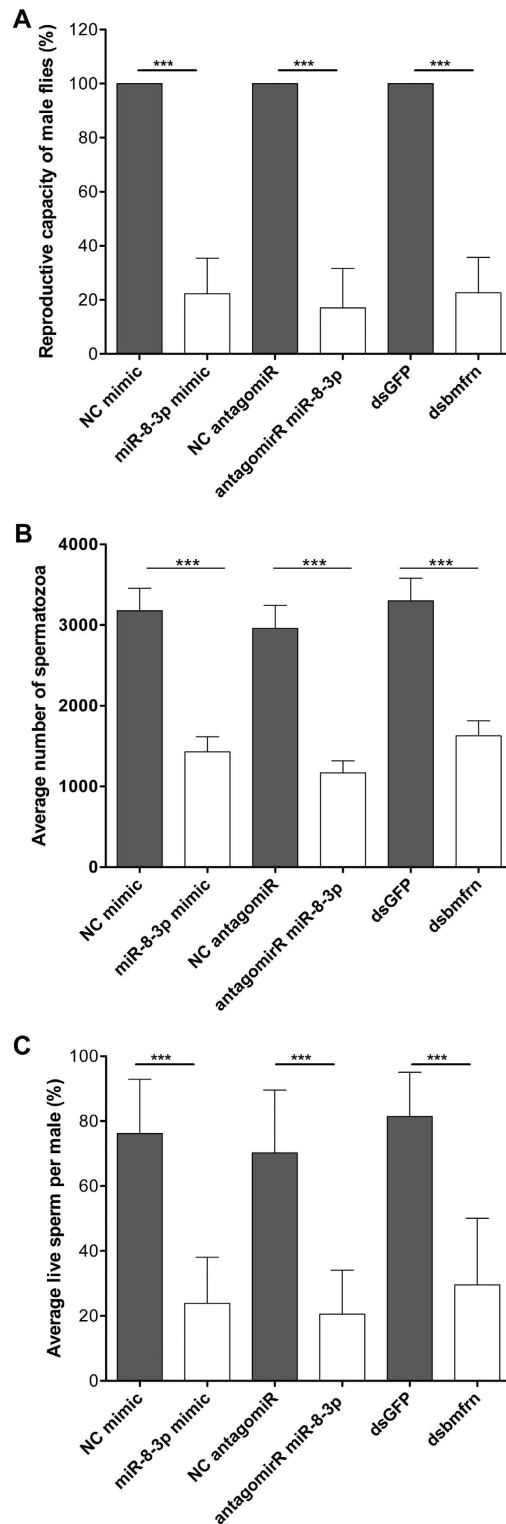 A
Reproductive capacity of male flies (%)
120
100
80
60
40
20
0
*** *** ***
NC mimic
miR-8-3p mimic
NC antagomiR
antagomirR miR-8-3p
dsGFP
dsbmfrn
B
Average number of spermatozoa
4000
3000
2000
1000
0
*** *** ***
NC mimic
miR-8-3p mimic
NC antagomiR
antagomirR miR-8-3p
dsGFP
dsbmfrn
C
Average live sperm per male (%)
100
80
60
40
20
0
*** *** ***
NC mimic
miR-8-3p mimic
NC antagomiR
antagomirR miR-8-3p
dsGFP
dsbmfrn